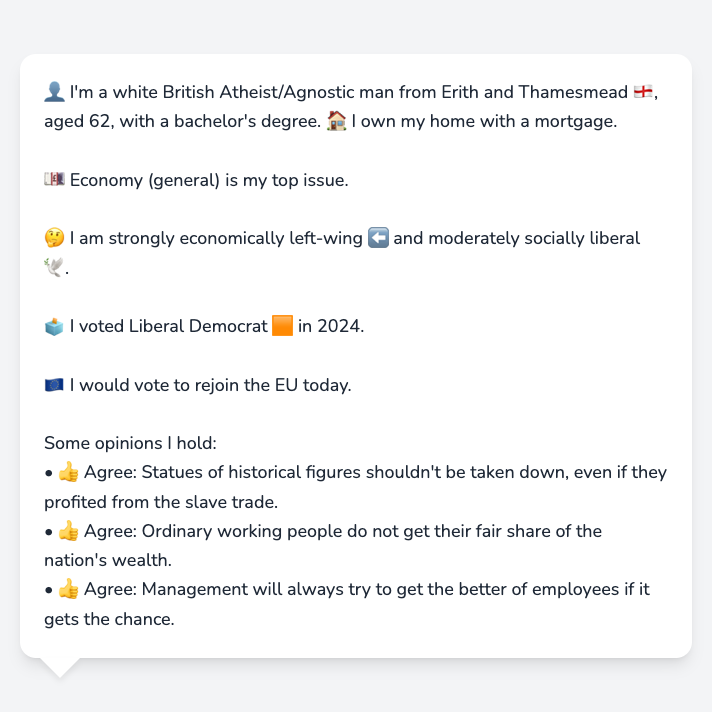 👤 I'm a white British Atheist/Agnostic man from Erith and Thamesmead 🏴󠁧󠁢󠁥󠁮󠁧󠁿,
aged 62, with a bachelor's degree. 🏠 I own my home with a mortgage.
💷 Economy (general) is my top issue.
🤔 I am strongly economically left-wing ⬅️ and moderately socially liberal
🕊️.
🗳️ I voted Liberal Democrat 🟧 in 2024.
🇪🇺 I would vote to rejoin the EU today.
Some opinions I hold:
• 👍 Agree: Statues of historical figures shouldn't be taken down, even if they
profited from the slave trade.
• 👍 Agree: Ordinary working people do not get their fair share of the
nation's wealth.
• 👍 Agree: Management will always try to get the better of employees if it
gets the chance.